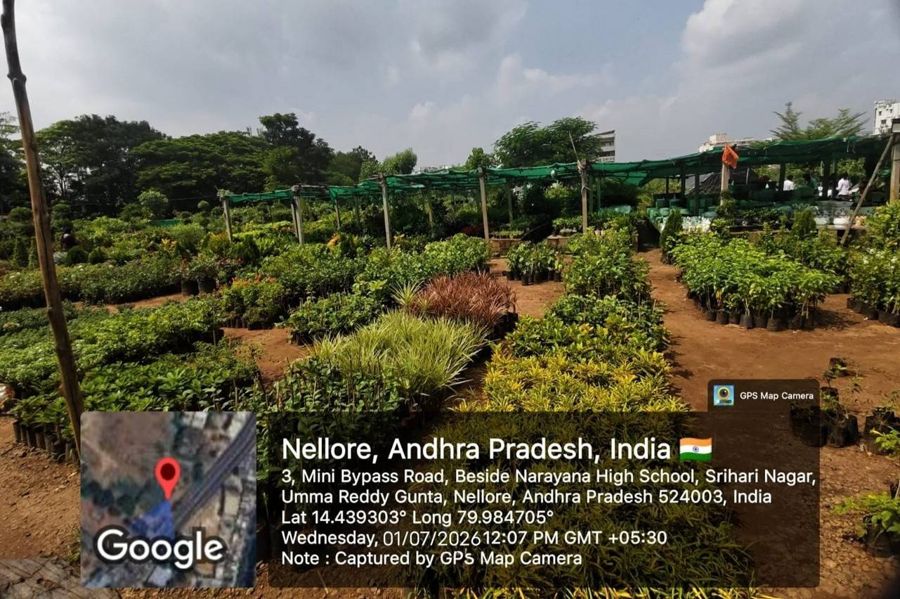 GPS Map Camera
Nellore, Andhra Pradesh, India 🇮🇳
3, Mini Bypass Road, Beside Narayana High School, Srihari Nagar,
Umma Reddy Gunta, Nellore, Andhra Pradesh 524003, India
Lat 14.439303° Long 79.984705°
Wednesday, 01/07/2026 12:07 PM GMT +05:30
Note : Captured by GPS Map Camera
Google